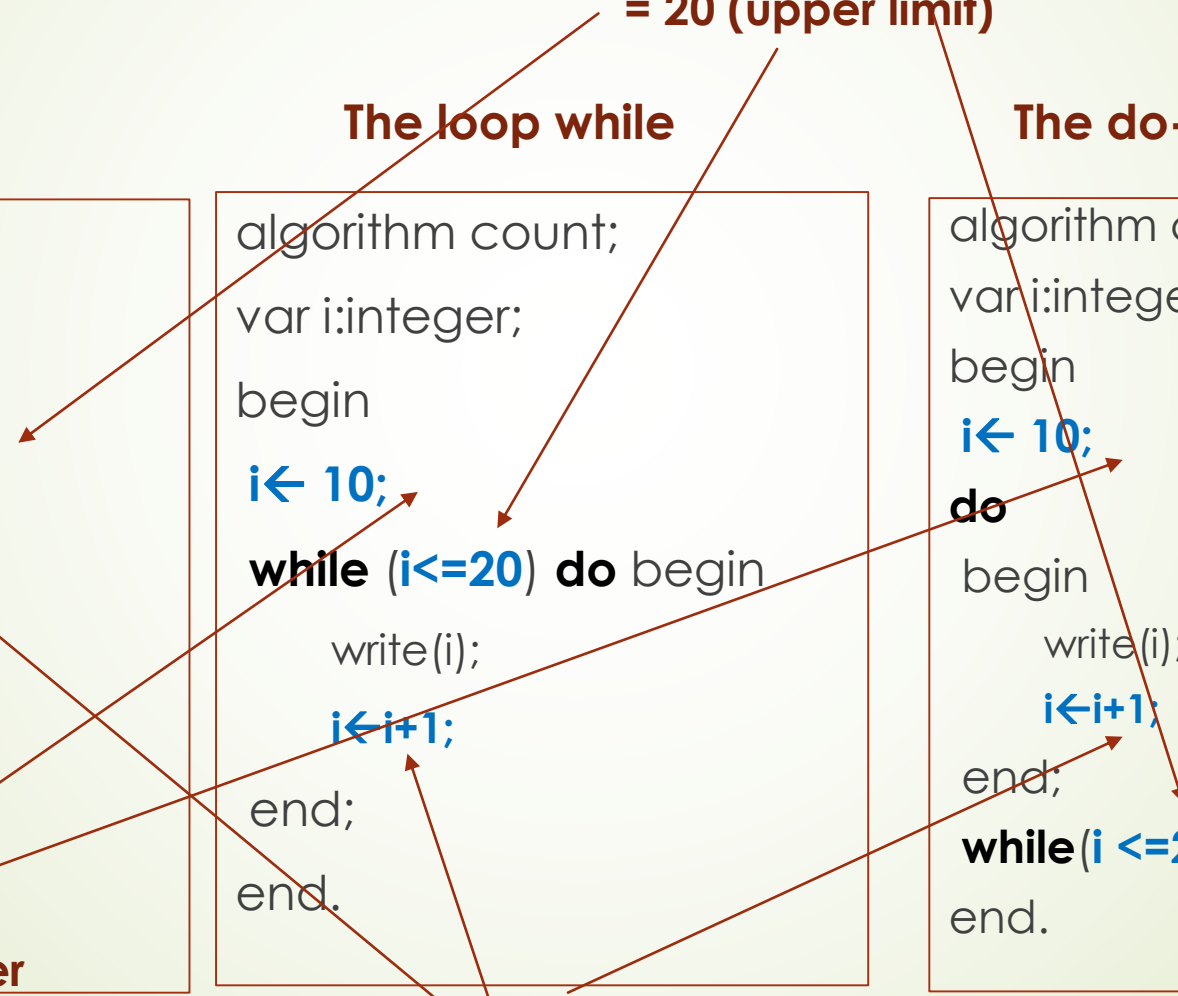 = 20 (upper limit)
The loop while
algorithm count;
var i:integer;
begin
i← 10;
while (i<=20) do begin
write(i);
i←i+1;
end;
end.
The do-
algorithm
var i:intege
begin
i← 10;
do
begin
write(i);
i←i+1;
end;
while(i <=2
end.
er